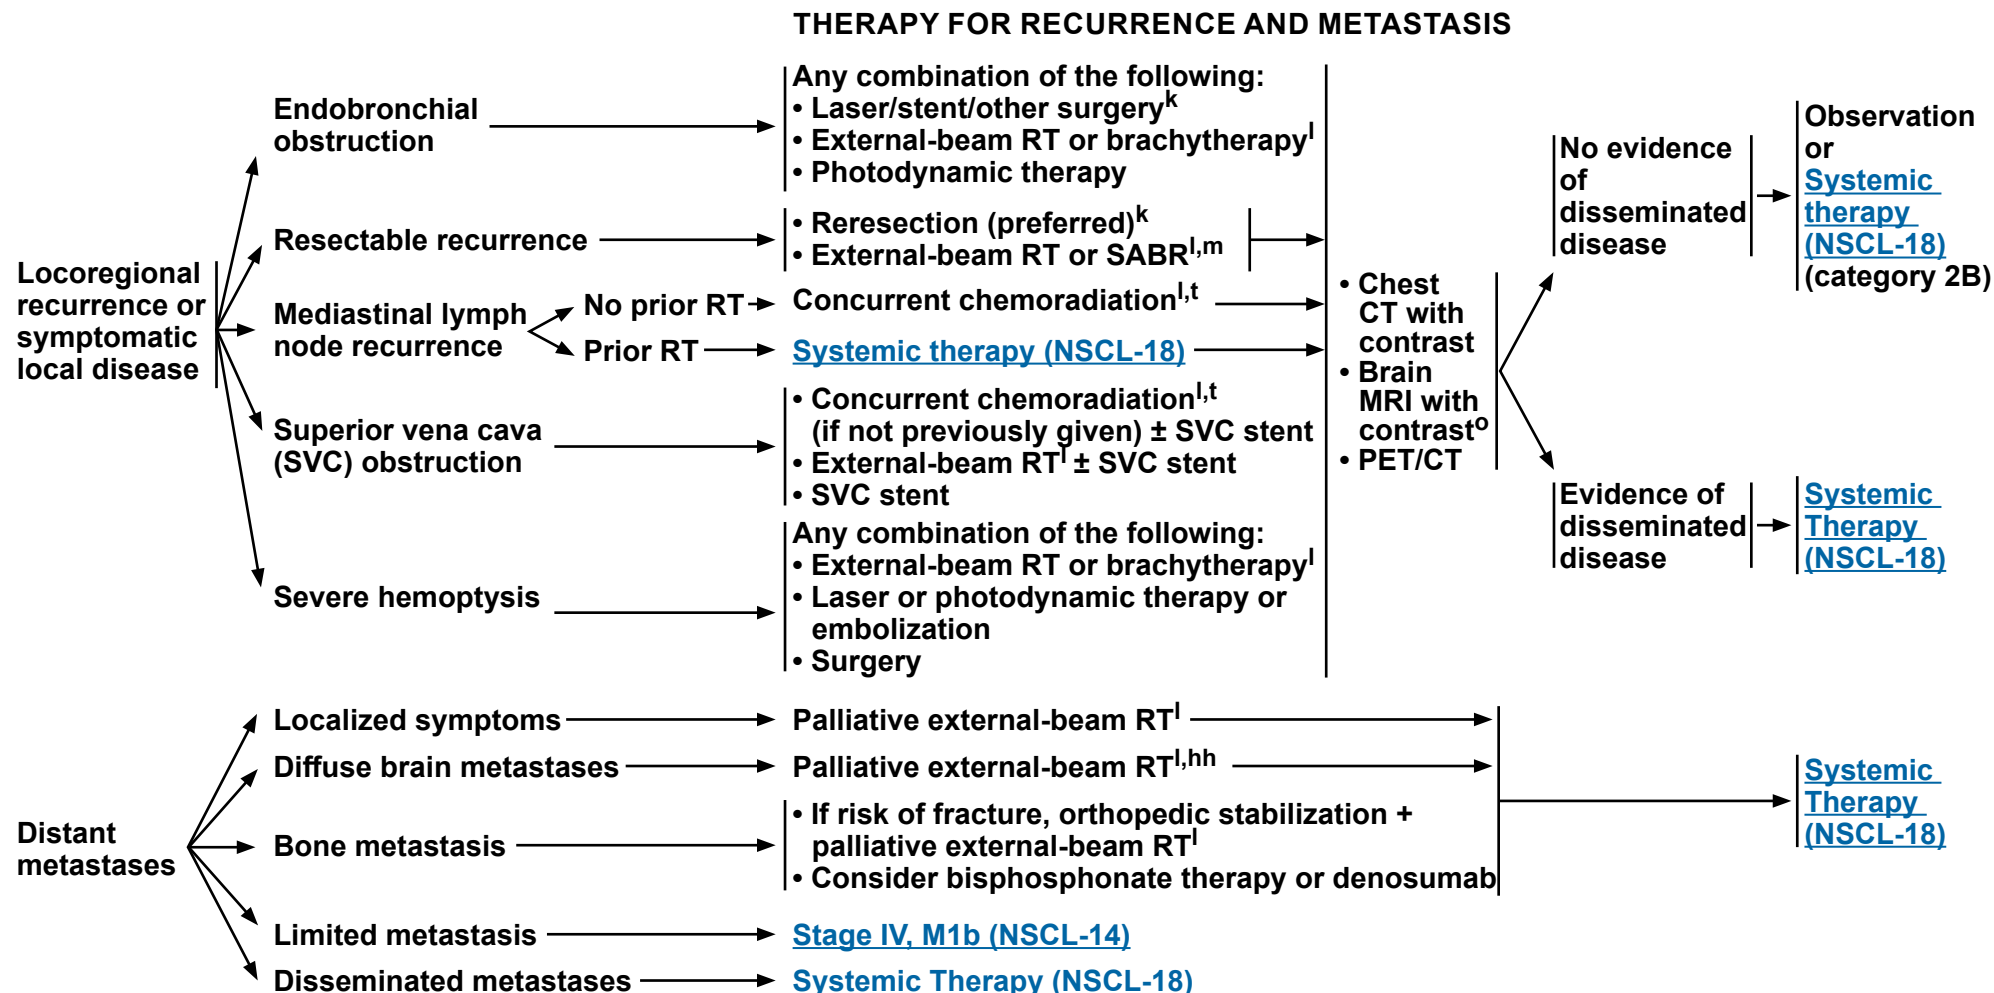 THERAPY FOR RECURRENCE AND METASTASIS
Locoregional
recurrence or
symptomatic
local disease
Endobronchial
obstruction
Any combination of the following:
• Laser/stent/other surgeryk
• External-beam RT or brachytherapyl
• Photodynamic therapy
Resectable recurrence
• Reresection (preferred)k
• External-beam RT or SABRl,m
Mediastinal lymph
node recurrence
No prior RT
Concurrent chemoradiationl,t
Prior RT
Systemic therapy (NSCL-18)
Superior vena cava
(SVC) obstruction
• Concurrent chemoradiationl,t
(if not previously given) ± SVC stent
• External-beam RTl ± SVC stent
• SVC stent
Severe hemoptysis
Any combination of the following:
• External-beam RT or brachytherapyl
• Laser or photodynamic therapy or
embolization
• Surgery
• Chest
CT with
contrast
• Brain
MRI with
contrasto
• PET/CT
No evidence
of
disseminated
disease
Observation
or
Systemic
therapy
(NSCL-18)
(category 2B)
Evidence of
disseminated
disease
Systemic
Therapy
(NSCL-18)
Distant
metastases
Localized symptoms
Palliative external-beam RTl
Diffuse brain metastases
Palliative external-beam RTl,hh
Bone metastasis
• If risk of fracture, orthopedic stabilization +
palliative external-beam RTl
• Consider bisphosphonate therapy or denosumab
Systemic
Therapy
(NSCL-18)
Limited metastasis
Stage IV, M1b (NSCL-14)
Disseminated metastases
Systemic Therapy (NSCL-18)